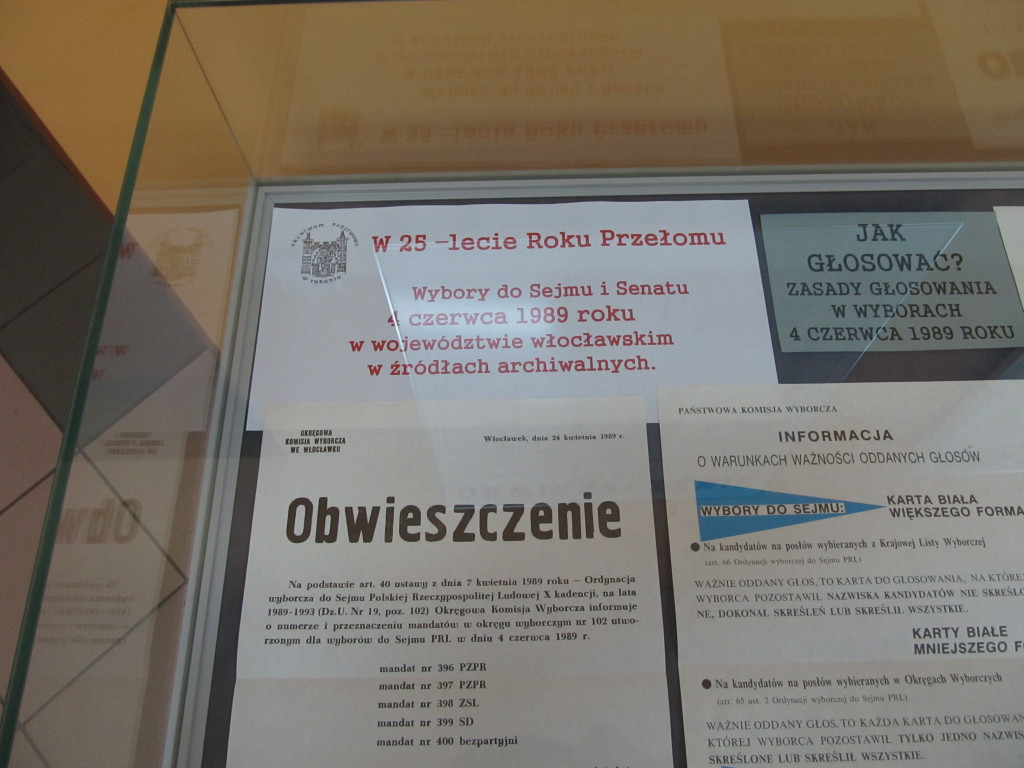 ARCHIWUM PAŃSTWOWE
W TORUNIU
W 25 –lecie Roku Przełomu
Wybory do Sejmu i Senatu
4 czerwca 1989 roku
w województwie włocławskim
w źródłach archiwalnych.
JAK
GŁOSOWAĆ?
ZASADY GŁOSOWANIA
W WYBORACH
4 CZERWCA 1989 ROKU
OKRĘGOWA
KOMISJA WYBORCZA
WE WŁOCŁAWKU
Włocławek, dnia 24 kwietnia 1989 r.
Obwieszczenie
Na podstawie art. 40 ustawy z dnia 7 kwietnia 1989 roku – Ordynacja
wyborcza do Sejmu Polskiej Rzeczypospolitej Ludowej X kadencji, na lata
1989-1993 (Dz.U. Nr 19, poz. 102) Okręgowa Komisja Wyborcza informuje
o numerze i przeznaczeniu mandatów w okręgu wyborczym nr 102 utwo-
rzonym dla wyborów do Sejmu PRL w dniu 4 czerwca 1989 r.
mandat nr 396 PZPR
mandat nr 397 PZPR
mandat nr 398 ZSL
mandat nr 399 SD
mandat nr 400 bezpartyjni
PAŃSTWOWA KOMISJA WYBORCZA
INFORMACJA
O WARUNKACH WAŻNOŚCI ODDANYCH GŁOSÓW
WYBORY DO SEJMU:
KARTA BIAŁA
WIĘKSZEGO FORMA
● Na kandydatów na posłów wybieranych z Krajowej Listy Wyborczej
(art. 66 Ordynacji wyborczej do Sejmu PRL)
WAŻNIE ODDANY GŁOS, TO KARTA DO GŁOSOWANIA, NA KTÓREJ
WYBORCA POZOSTAWIŁ NAZWISKA KANDYDATÓW NIE SKREŚLO
NE, DOKONAŁ SKREŚLEŃ LUB SKREŚLIŁ WSZYSTKIE.
KARTY BIAŁE
MNIEJSZEGO FO
● Na kandydatów na posłów wybieranych w Okręgach Wyborczych
(art. 65 ust. 2 Ordynacji wyborczej do Sejmu PRL)
WAŻNIE ODDANY GŁOS, TO KAŻDA KARTA DO GŁOSOWAN
KTÓREJ WYBORCA POZOSTAWIŁ TYLKO JEDNO NAZWIS
SKREŚLONE LUB SKREŚLIŁ WSZYSTKIE.